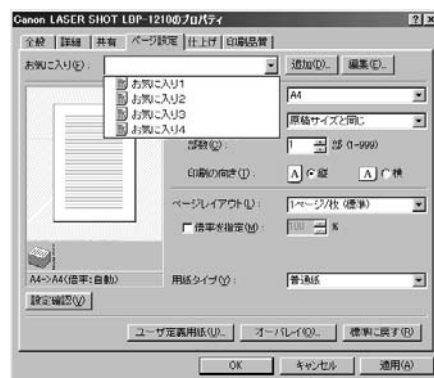 Canon LASER SHOT LBP-1210のプロパティ
全般 詳細 共有 ページ設定 仕上げ 印刷品質
お気に入り(F): 追加(D)... 編集(E)...
お気に入り1
お気に入り2
お気に入り3
お気に入り4
A4
原稿サイズと同じ
部数(C): 1 部 (1-999)
印刷の向き(T): A 縦 A 横
ページレイアウト(L): 1ページ/枚 (標準)
倍率を指定(M): 100 %
A4->A4(倍率:自動)
用紙タイプ(Y): 普通紙
設定確認(V)
ユーザ定義用紙(U)... オーバレイ(O)... 標準に戻す(R)
OK キャンセル 適用(A)